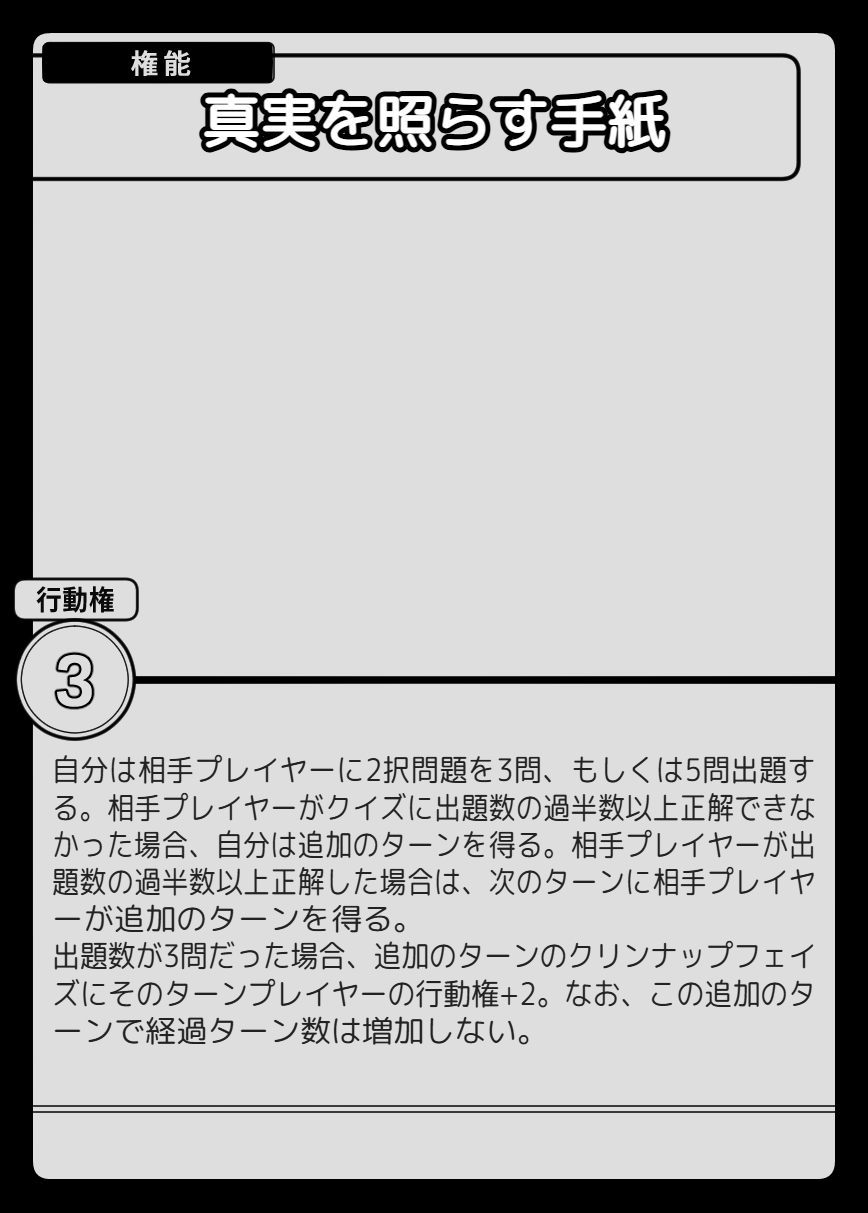 権能
真実を照らす手紙
行動権
3
自分は相手プレイヤーに2択問題を3問、もしくは5問出題す
る。相手プレイヤーがクイズに出題数の過半数以上正解できな
かった場合、自分は追加のターンを得る。相手プレイヤーが出
題数の過半数以上正解した場合は、次のターンに相手プレイヤ
ーが追加のターンを得る。
出題数が3問だった場合、追加のターンのクリンナップフェイ
ズにそのターンプレイヤーの行動権+2。なお、この追加のタ
ーンで経過ターン数は増加しない。